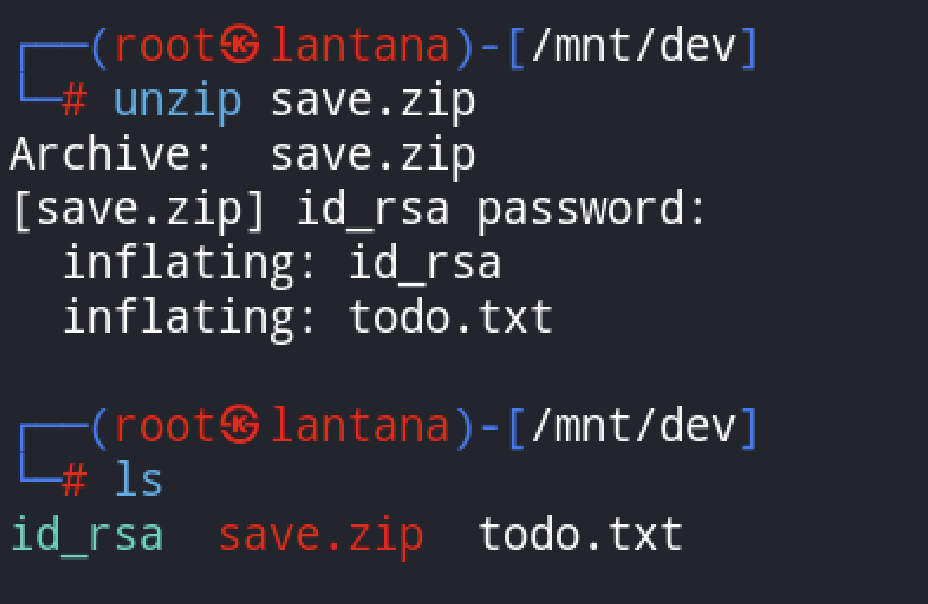 ┌──(root㉿lantana)-[/mnt/dev]
└─# unzip save.zip
Archive:  save.zip
[save.zip] id_rsa password:
  inflating: id_rsa
  inflating: todo.txt
┌──(root㉿lantana)-[/mnt/dev]
└─# ls
id_rsa  save.zip  todo.txt